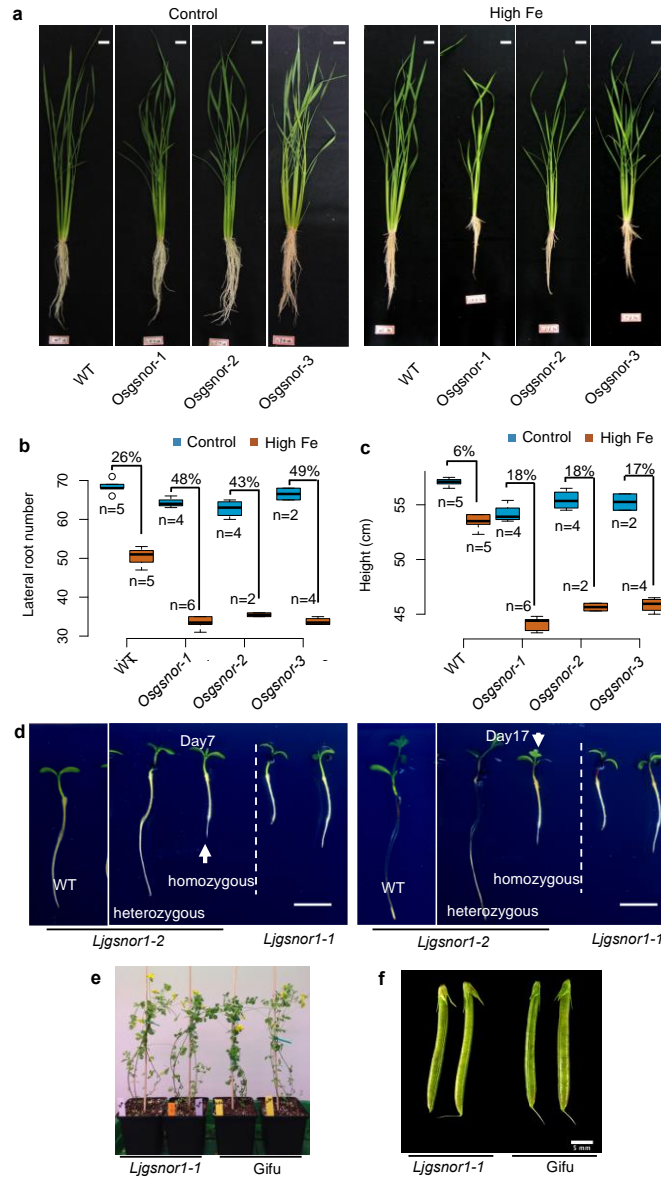 a
Control
High Fe
WT
Osgsnor-1
Osgsnor-2
Osgsnor-3
WT
Osgsnor-1
Osgsnor-2
Osgsnor-3
b
Control
High Fe
Lateral root number
70
60
50
40
30
26%
48%
43%
49%
n=5
n=4
n=4
n=2
n=5
n=6
n=2
n=4
WT
Osgsnor-1
Osgsnor-2
Osgsnor-3
c
Control
High Fe
Height (cm)
55
50
45
6%
18%
18%
17%
n=5
n=4
n=4
n=2
n=5
n=6
n=2
n=4
WT
Osgsnor-1
Osgsnor-2
Osgsnor-3
d
Day7
WT
homozygous
heterozygous
Ljgsnor1-2
Ljgsnor1-1
Day17
WT
homozygous
heterozygous
Ljgsnor1-2
Ljgsnor1-1
e
Ljgsnor1-1
Gifu
f
5 mm
Ljgsnor1-1
Gifu